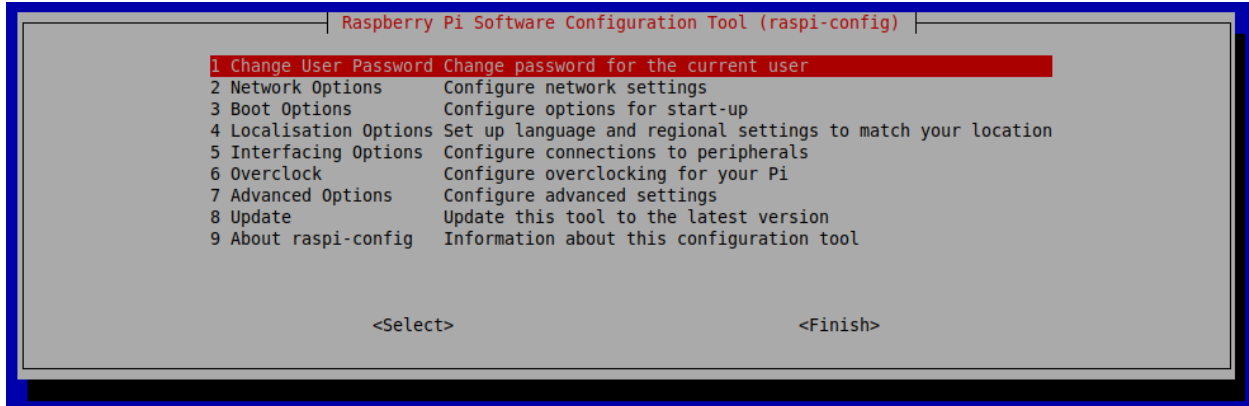 Raspberry Pi Software Configuration Tool (raspi-config)
1 Change User Password Change password for the current user
2 Network Options Configure network settings
3 Boot Options Configure options for start-up
4 Localisation Options Set up language and regional settings to match your location
5 Interfacing Options Configure connections to peripherals
6 Overclock Configure overclocking for your Pi
7 Advanced Options Configure advanced settings
8 Update Update this tool to the latest version
9 About raspi-config Information about this configuration tool
<Select> <Finish>